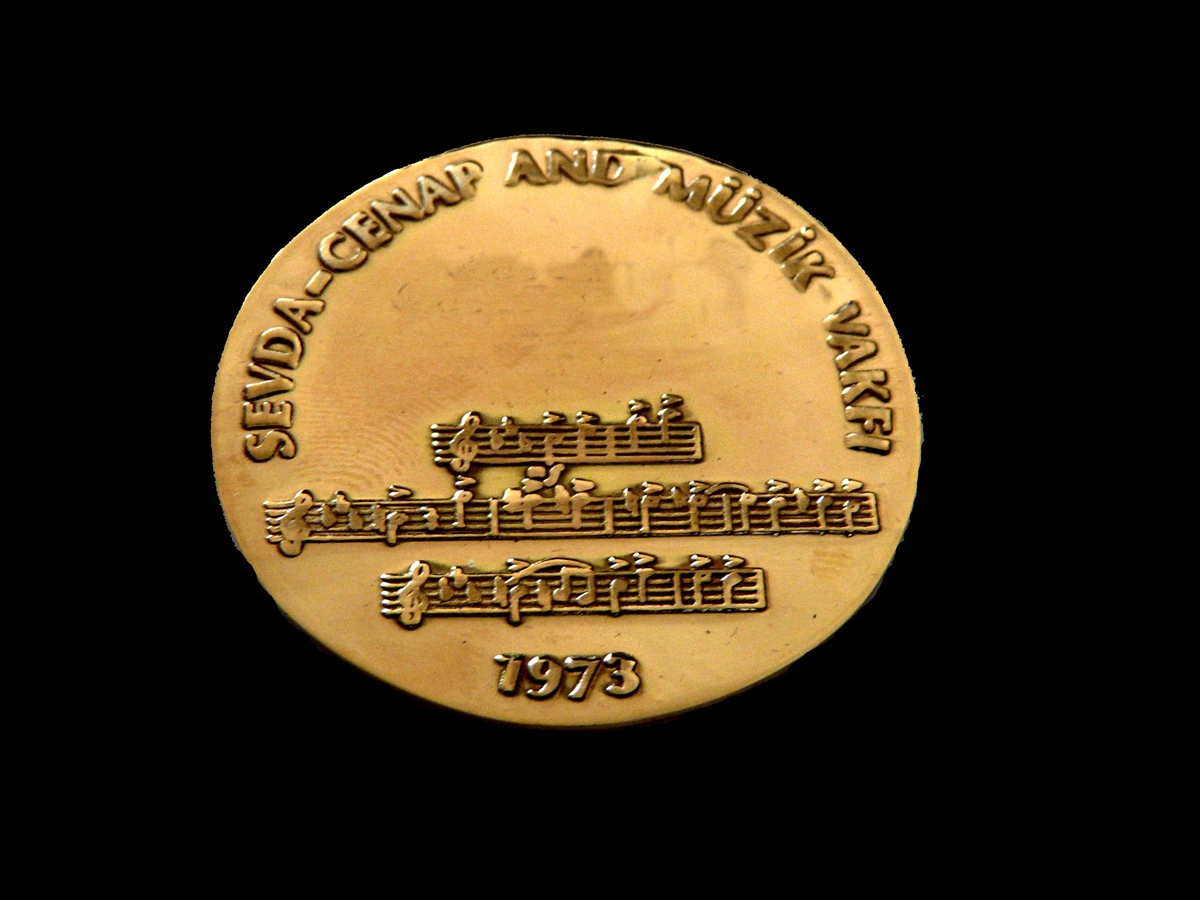 SEVDA-CENAP AND MÜZİK VAKFI
1973